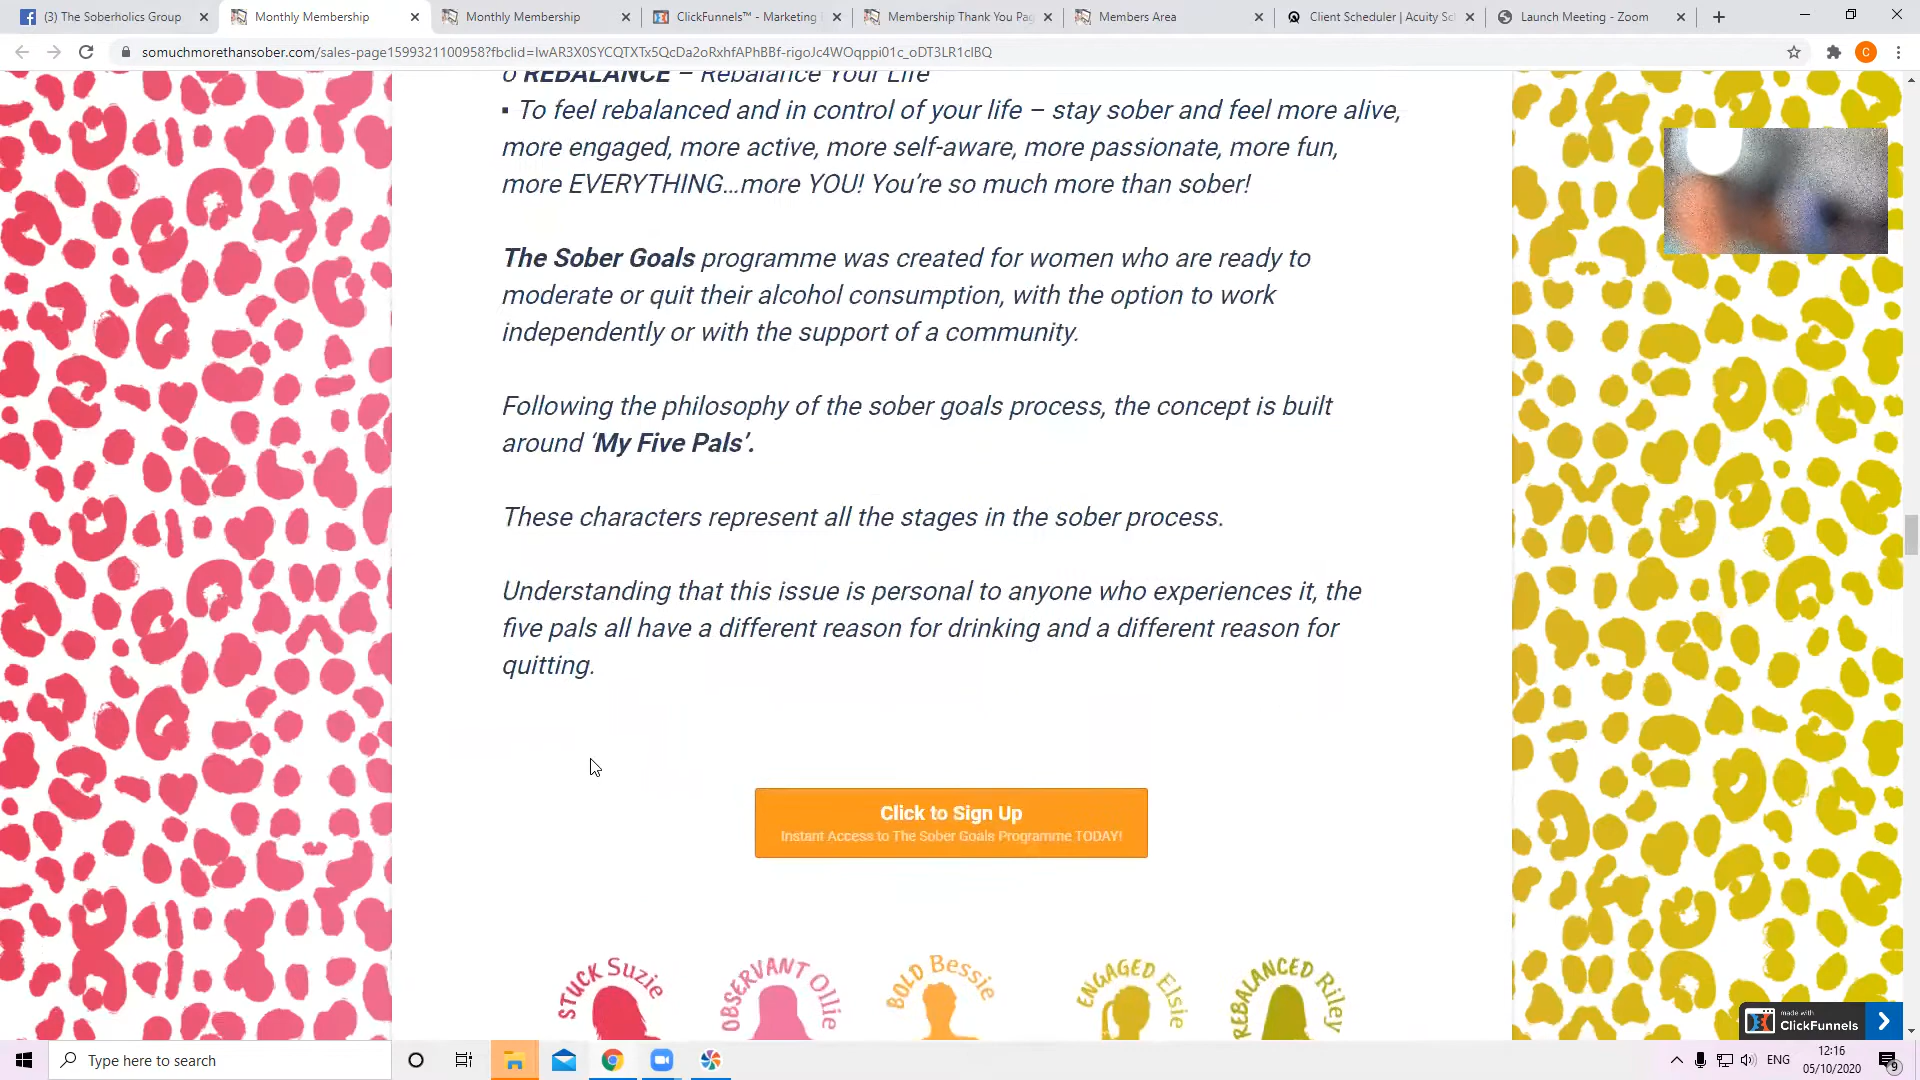 (3) The Soberholics Group
Monthly Membership
Monthly Membership
ClickFunnels™ - Marketing
Membership Thank You Pag
Members Area
Client Scheduler | Acuity Sc
Launch Meeting - Zoom
somuchmorethansober.com/sales-page1599321100958?fbclid=IwAR3X0SYCQTXTx5QcDa2oRxhfAPhBBf-rigoJc4WOqppi01c_oDT3LR1cIBQ
C
o REBALANCE – Rebalance Your Life
▪ To feel rebalanced and in control of your life – stay sober and feel more alive,
more engaged, more active, more self-aware, more passionate, more fun,
more EVERYTHING…more YOU! You’re so much more than sober!
The Sober Goals programme was created for women who are ready to
moderate or quit their alcohol consumption, with the option to work
independently or with the support of a community.
Following the philosophy of the sober goals process, the concept is built
around ‘My Five Pals’.
These characters represent all the stages in the sober process.
Understanding that this issue is personal to anyone who experiences it, the
five pals all have a different reason for drinking and a different reason for
quitting.
Click to Sign Up
Instant Access to The Sober Goals Programme TODAY!
STUCK Suzie
OBSERVANT Ollie
BOLD Bessie
ENGAGED Elsie
REBALANCED Riley
made with
ClickFunnels
Type here to search
ENG
12:16
05/10/2020
9